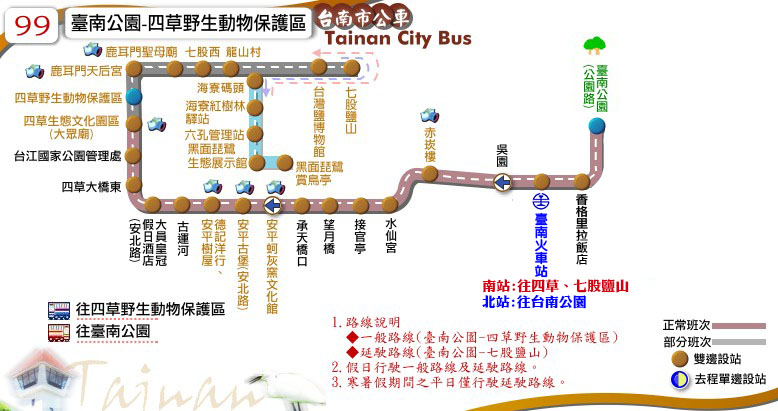 99
臺南公園-四草野生動物保護區
台南市公車
Tainan City Bus
鹿耳門聖母廟
七股西
龍山村
鹿耳門天后宮
四草野生動物保護區
四草生態文化園區
(大眾廟)
台江國家公園管理處
四草大橋東
海寮碼頭
海寮紅樹林
驛站
六孔管理站
黑面琵鷺
生態展示館
黑面琵鷺
賞鳥亭
台灣鹽博物館
七股鹽山
大員皇冠
假日酒店
(安北路)
古運河
德記洋行、
安平樹屋
安平古堡(安北路)
安平蚵灰窯文化館
承天橋口
望月橋
接官亭
水仙宮
赤崁樓
吳園
臺南火車站
香格里拉飯店
臺南公園
(公園路)
南站:往四草、七股鹽山
北站:往台南公園
往四草野生動物保護區
往臺南公園
1.路線說明
◆一般路線(臺南公園-四草野生動物保護區)
◆延駛路線(臺南公園-七股鹽山)
2.假日行駛一般路線及延駛路線。
3.寒暑假期間之平日僅行駛延駛路線。
正常班次
部分班次
雙邊設站
去程單邊設站
Tainan